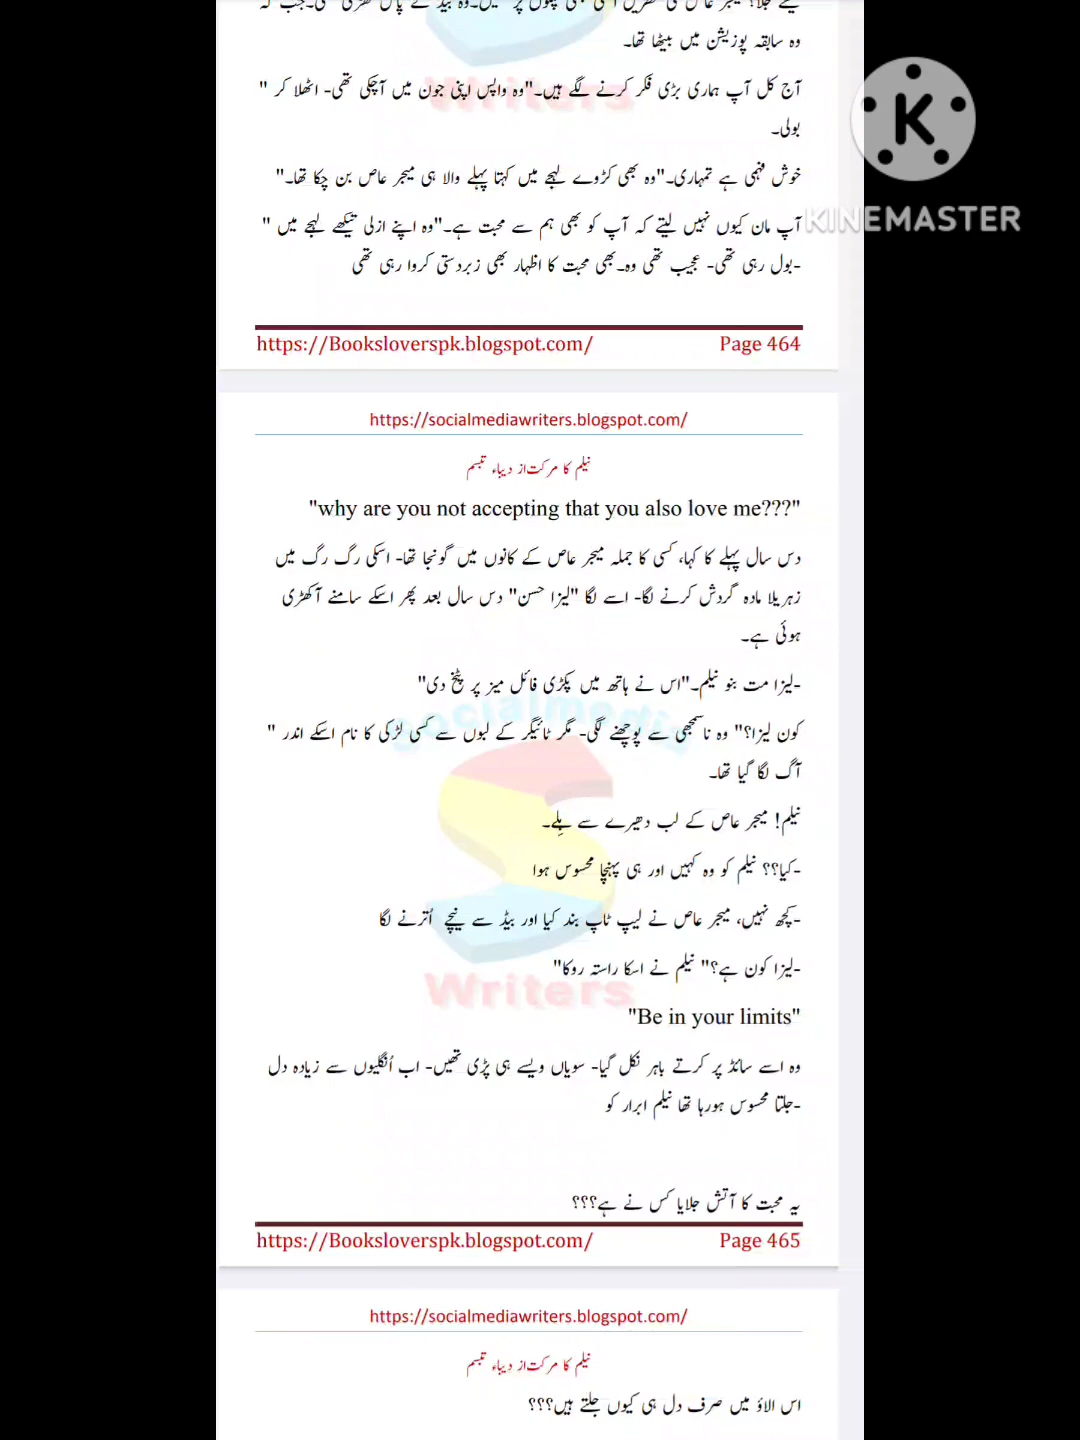 وہ سابقہ پوزیشن میں بیٹھا تھا۔
آج کل آپ ہماری بڑی فکر کرنے لگے ہیں۔"وہ واپس اپنی جون میں آچکی تھی- اٹھلا کر "
بولی۔
خوش فہمی ہے تمہاری۔"وہ بھی کڑوے لہجے میں کہتا پہلے والا ہی میجر عاص بن چکا تھا۔"
آپ مان کیوں نہیں لیتے کہ آپ کو بھی ہم سے محبت ہے۔"وہ اپنے ازلی تیکھے لہجے میں "
-بول رہی تھی- عجیب تھی وہ۔بھی محبت کا اظہار بھی زبردستی کروا رہی تھی
K
KINEMASTER
https://Booksloverspk.blogspot.com/ Page 464
https://socialmediawriters.blogspot.com/
نیلم کا مرکت از دیباء تبسم
"why are you not accepting that you also love me???"
دس سال پہلے کا کہا، کسی کا جملہ میجر عاص کے کانوں میں گونجا تھا- اسکی رگ رگ میں
زہریلا مادہ گردش کرنے لگا- اسے لگا "لیزا حسن" دس سال بعد پھر اسکے سامنے آکھڑی
ہوئی ہے۔
-لیزا مت بنو نیلم۔"اس نے ہاتھ میں پکڑی فائل میز پر پٹخ دی"
کون لیزا؟" وہ ناسمجھی سے پوچھنے لگی- مگر ٹائیگر کے لبوں سے کسی لڑکی کا نام اسکے اندر "
آگ لگا گیا تھا۔
نیلم! میجر عاص کے لب دھیرے سے ہلے۔
-کیا؟؟ نیلم کو وہ کہیں اور ہی پہنچا محسوس ہوا
-کچھ نہیں، میجر عاص نے لیپ ٹاپ بند کیا اور بیڈ سے نیچے اُترنے لگا
-لیزا کون ہے؟" نیلم نے اسکا راستہ روکا"
"Be in your limits"
وہ اسے سائڈ پر کرتے باہر نکل گیا- سویاں ویسے ہی پڑی تھیں- اب اُنگلیوں سے زیادہ دل
-جلتا محسوس ہورہا تھا نیلم ابرار کو
یہ محبت کا آتش جلایا کس نے ہے؟؟؟
socialmedia
Writers
https://Booksloverspk.blogspot.com/ Page 465
https://socialmediawriters.blogspot.com/
نیلم کا مرکت از دیباء تبسم
اس الاؤ میں صرف دل ہی کیوں جلتے ہیں؟؟؟